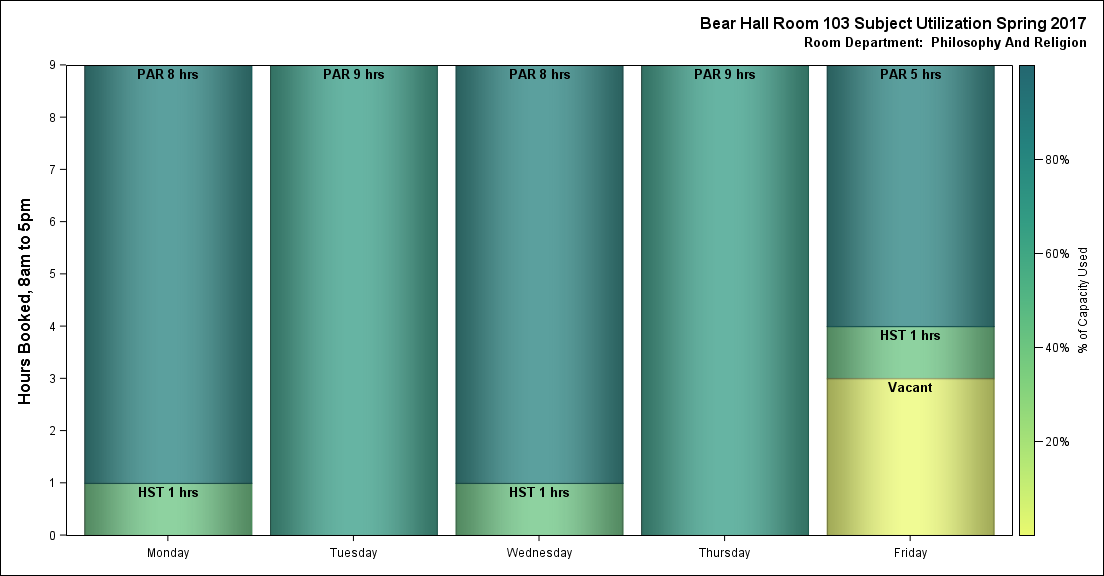 Bear Hall Room 103 Subject Utilization Spring 2017
Room Department:  Philosophy And Religion
Hours Booked, 8am to 5pm
9
8
7
6
5
4
3
2
1
0
PAR 8 hrs
HST 1 hrs
PAR 9 hrs
PAR 8 hrs
HST 1 hrs
PAR 9 hrs
PAR 5 hrs
HST 1 hrs
Vacant
Monday
Tuesday
Wednesday
Thursday
Friday
80%
60%
40%
20%
% of Capacity Used